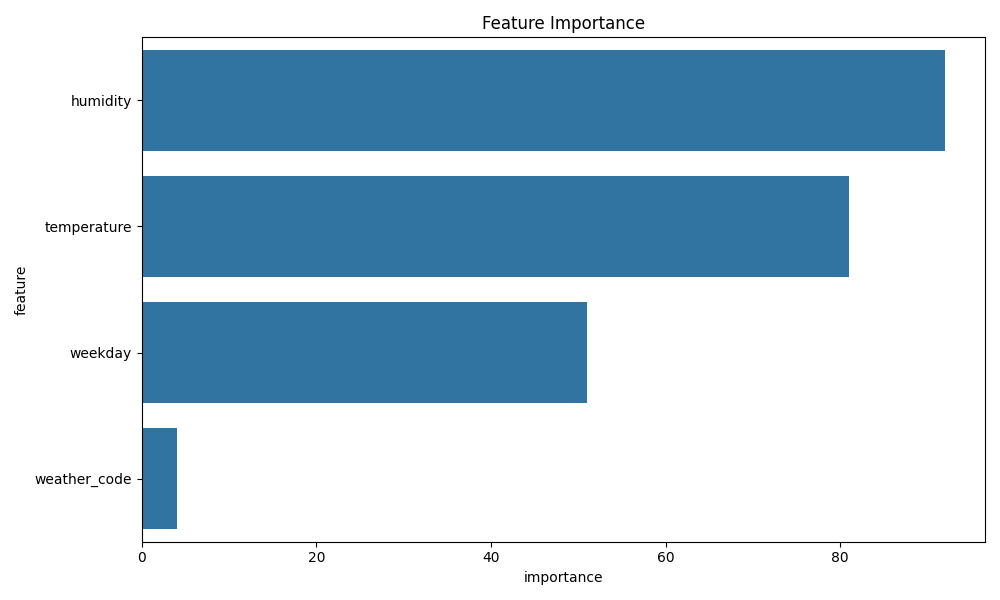 Feature Importance
humidity
temperature
weekday
weather_code
feature
0 20 40 60 80
importance